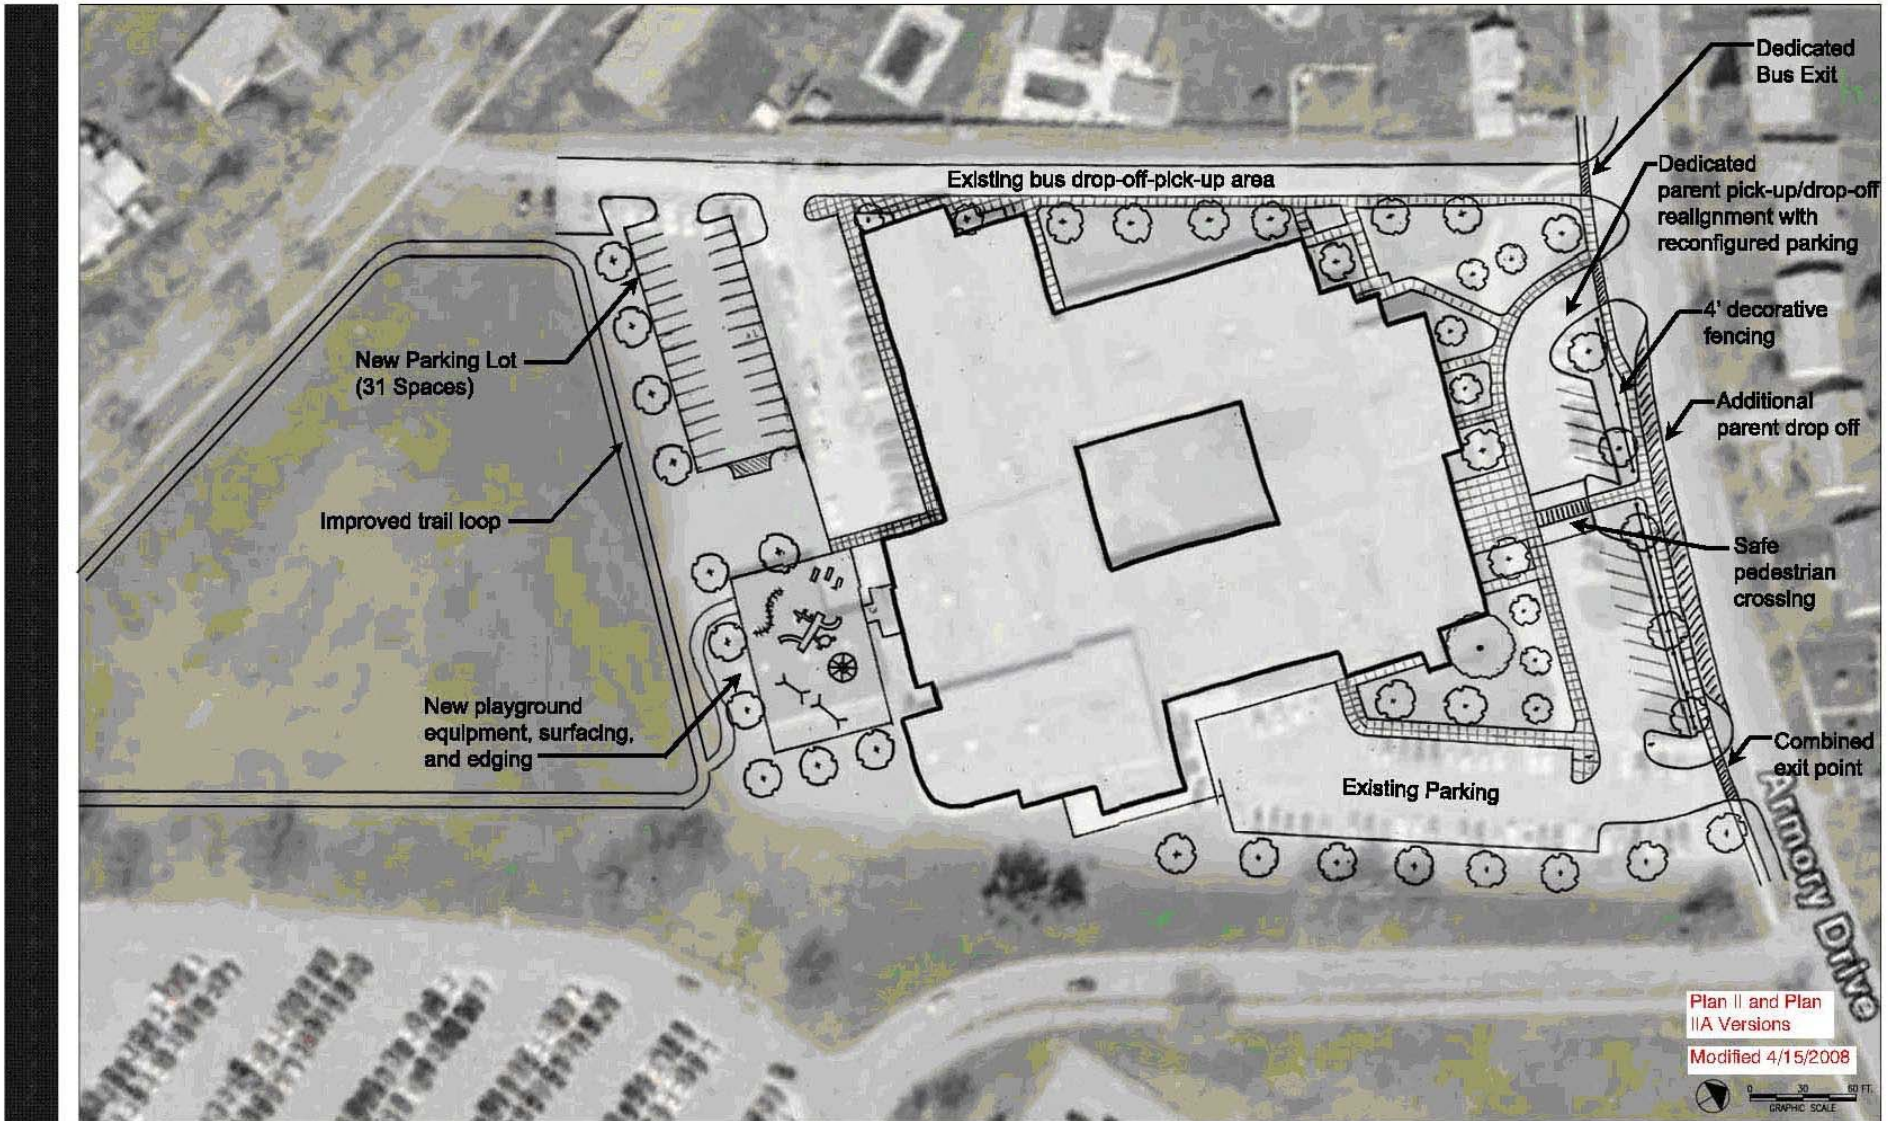 Dedicated
Bus Exit
Dedicated
parent pick-up/drop-off
realignment with
reconfigured parking
Existing bus drop-off-pick-up area
4' decorative
fencing
New Parking Lot
(31 Spaces)
Additional
parent drop off
Improved trail loop
Safe
pedestrian
crossing
New playground
equipment, surfacing,
and edging
Combined
exit point
Existing Parking
Armory Drive
Plan II and Plan
IIA Versions
Modified 4/15/2008
0 30 60 FT.
GRAPHIC SCALE